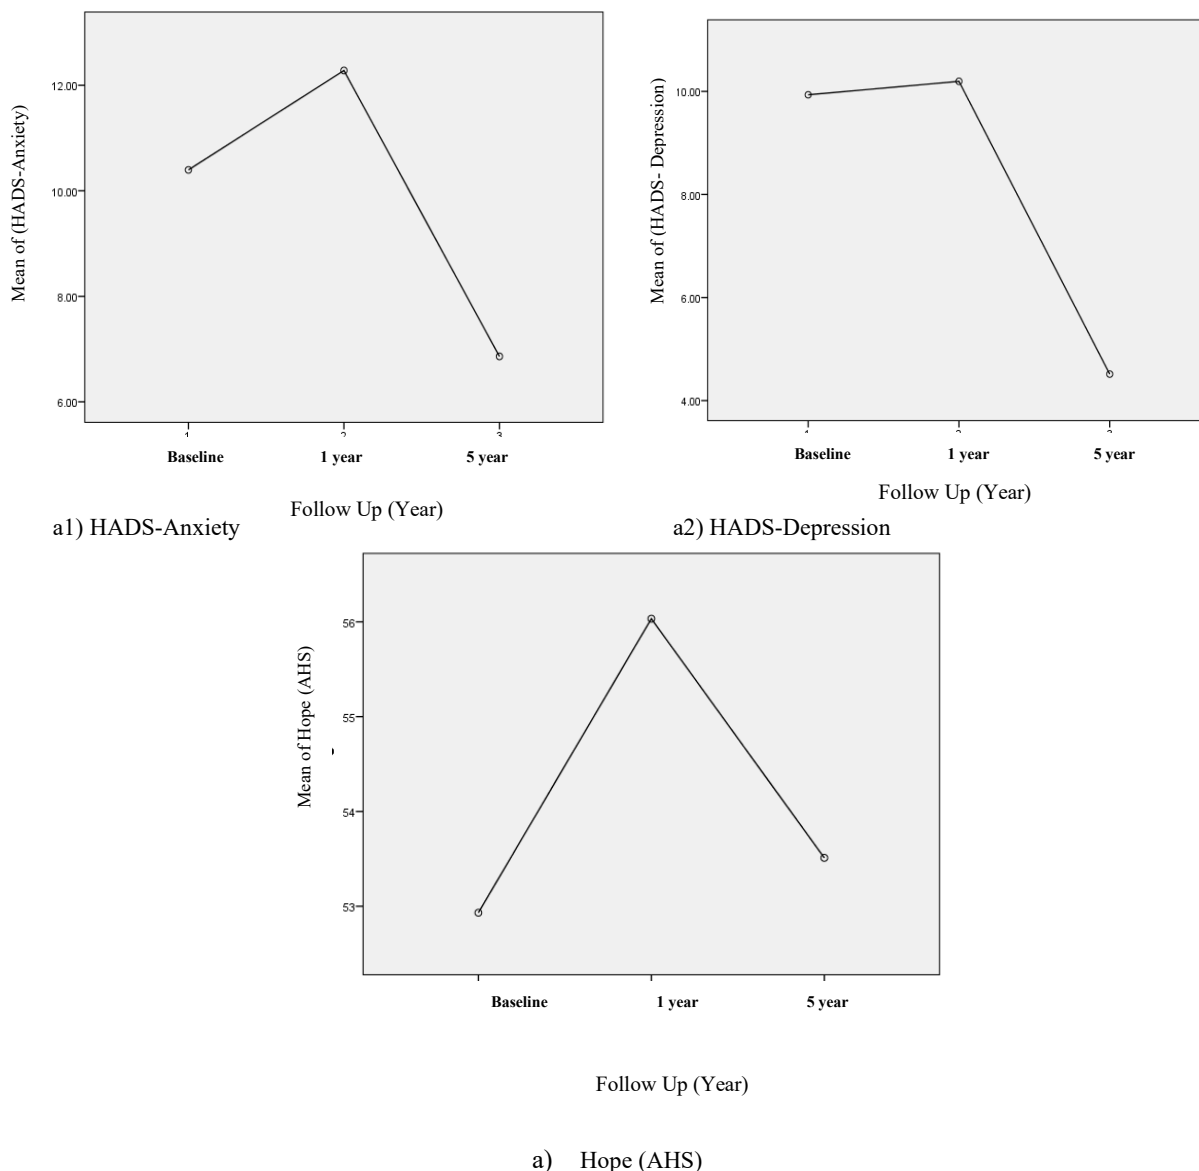 Mean of (HADS-Anxiety)
12.00
10.00
8.00
6.00
1 2 3
Baseline 1 year 5 year
Follow Up (Year)
a1) HADS-Anxiety
Mean of (HADS- Depression)
10.00
8.00
6.00
4.00
Baseline 1 year 5 year
Follow Up (Year)
a2) HADS-Depression
Mean of Hope (AHS)
56
55
54
53
Baseline 1 year 5 year
Follow Up (Year)
a) Hope (AHS)